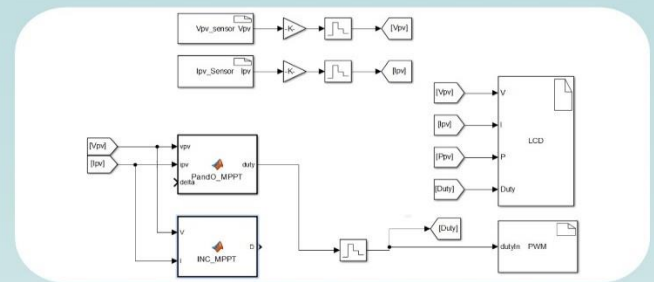 Vpv_sensor Vpv
-K-
[Vpv]
Ipv_Sensor Ipv
-K-
[Ipv]
[Vpv]
V
[Ipv]
I
LCD
[Ppv]
P
[Duty]
Duty
[Vpv]
vpv
[Ipv]
ipv
duty
delta
PandO_MPPT
[Duty]
V
D
I
INC_MPPT
dutyIn
PWM